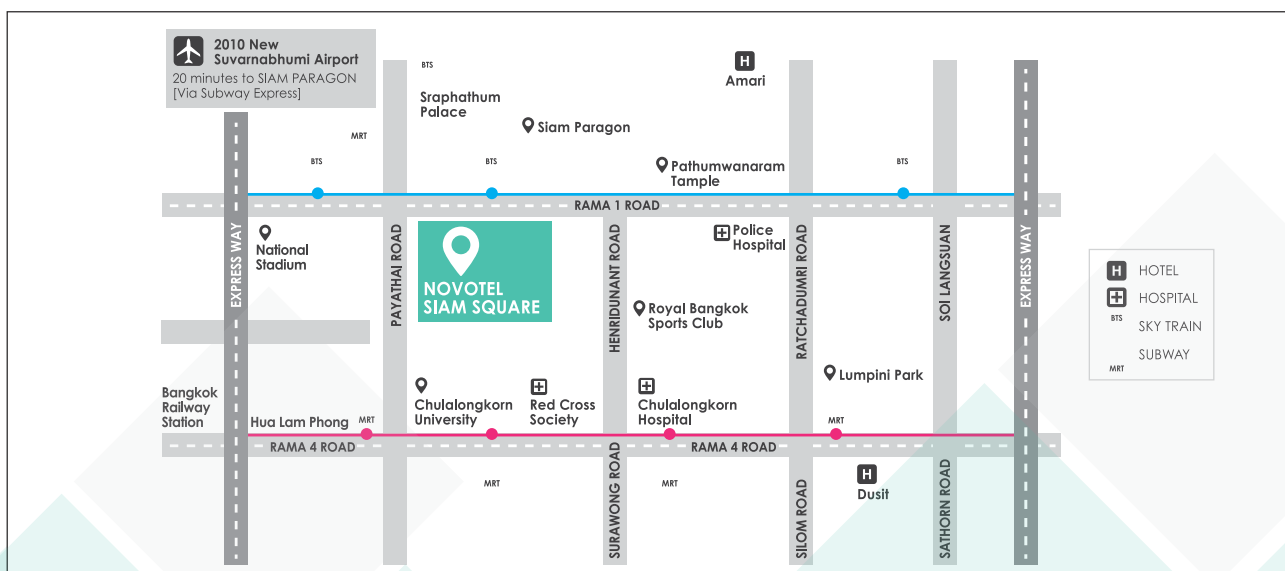 2010 New
Suvarnabhumi Airport
20 minutes to SIAM PARAGON
[Via Subway Express]
BTS
Sraphathum
Palace
H
Amari
Siam Paragon
MRT
BTS
BTS
Pathumwanaram
Tample
BTS
RAMA 1 ROAD
EXPRESS WAY
National
Stadium
PAYATHAI ROAD
NOVOTEL
SIAM SQUARE
HENRIDUNANT ROAD
Police
Hospital
Royal Bangkok
Sports Club
RATCHADUMRI ROAD
SOI LANGSUAN
EXPRESS WAY
H HOTEL
HOSPITAL
BTS SKY TRAIN
SUBWAY
MRT
Bangkok
Railway
Station
Hua Lam Phong MRT
Chulalongkorn
University
Red Cross
Society
Chulalongkorn
Hospital
Lumpini Park
MRT
RAMA 4 ROAD
RAMA 4 ROAD
MRT
SURAWONG ROAD
MRT
SILOM ROAD
H
Dusit
SATHORN ROAD